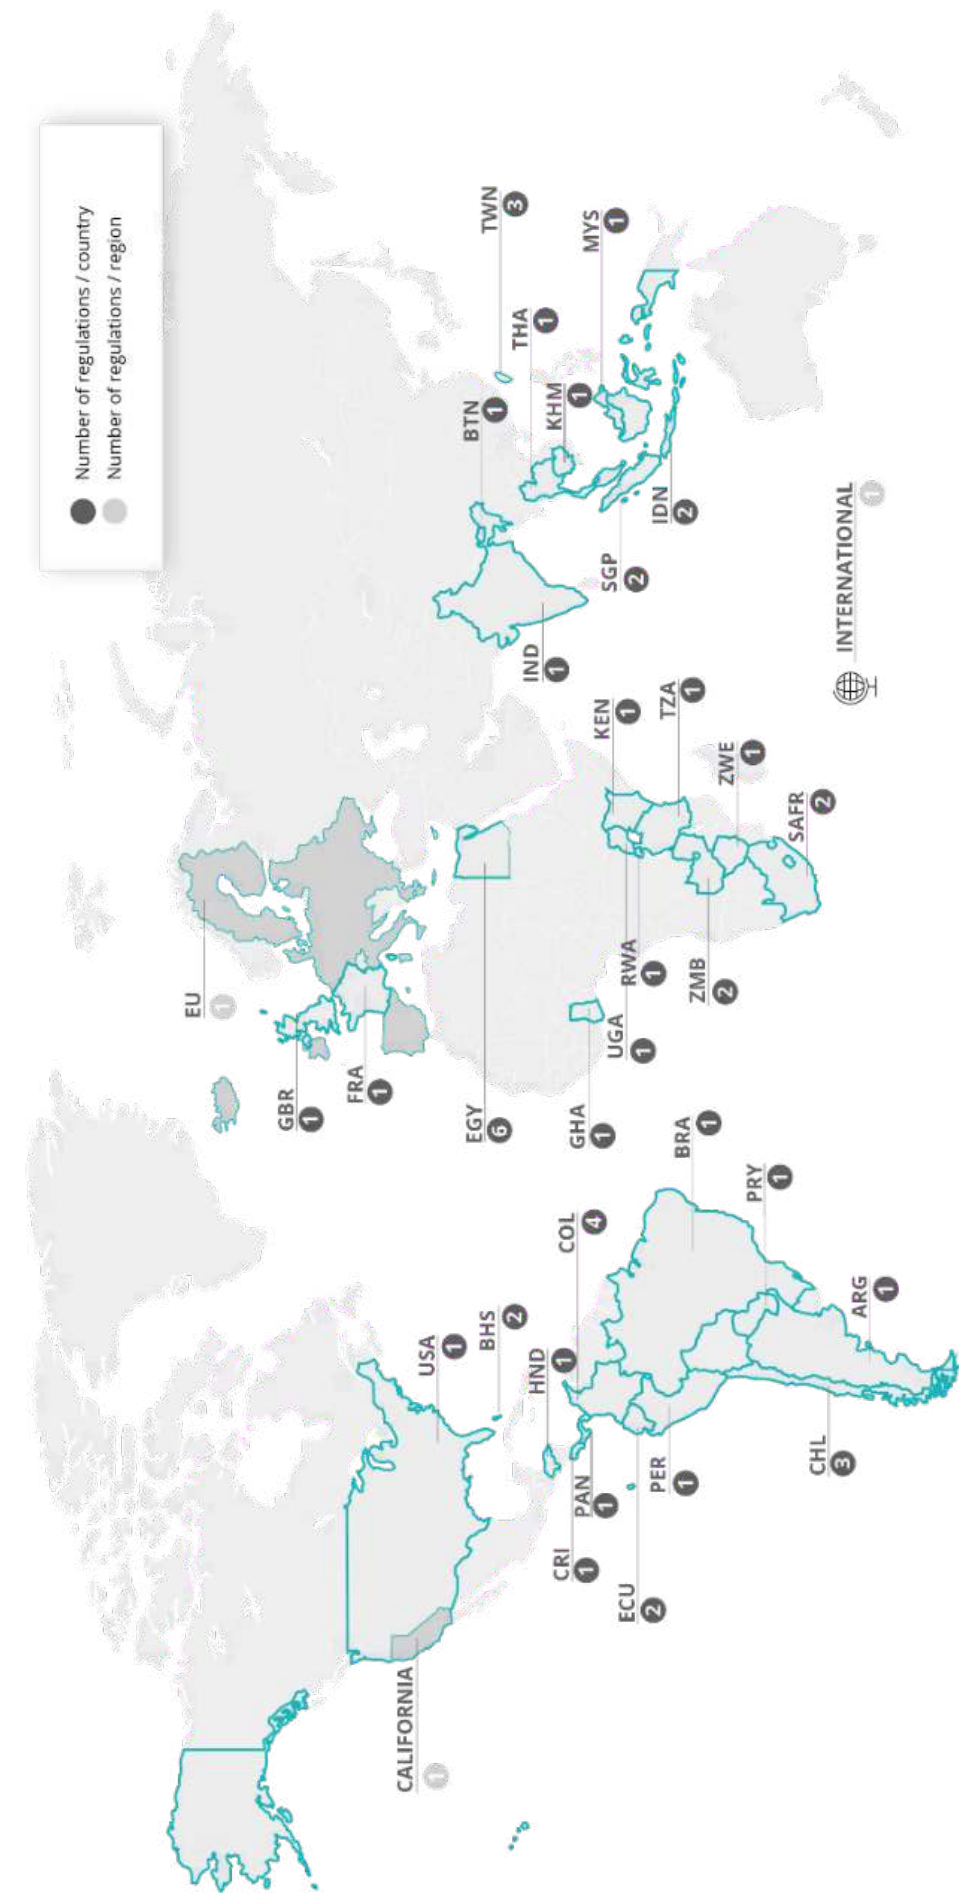 Number of regulations / country
Number of regulations / region
CALIFORNIA
1
USA
1
BHS
2
HND
1
CRI
1
PAN
1
COL
4
ECU
2
PER
1
BRA
1
PRY
1
CHL
3
ARG
1
EU
1
GBR
1
FRA
1
EGY
6
GHA
1
UGA
1
RWA
1
KEN
1
TZA
1
ZMB
2
ZWE
1
SAFR
2
IND
1
BTN
1
TWN
3
THA
1
KHM
1
MYS
1
SGP
2
IDN
2
INTERNATIONAL
1